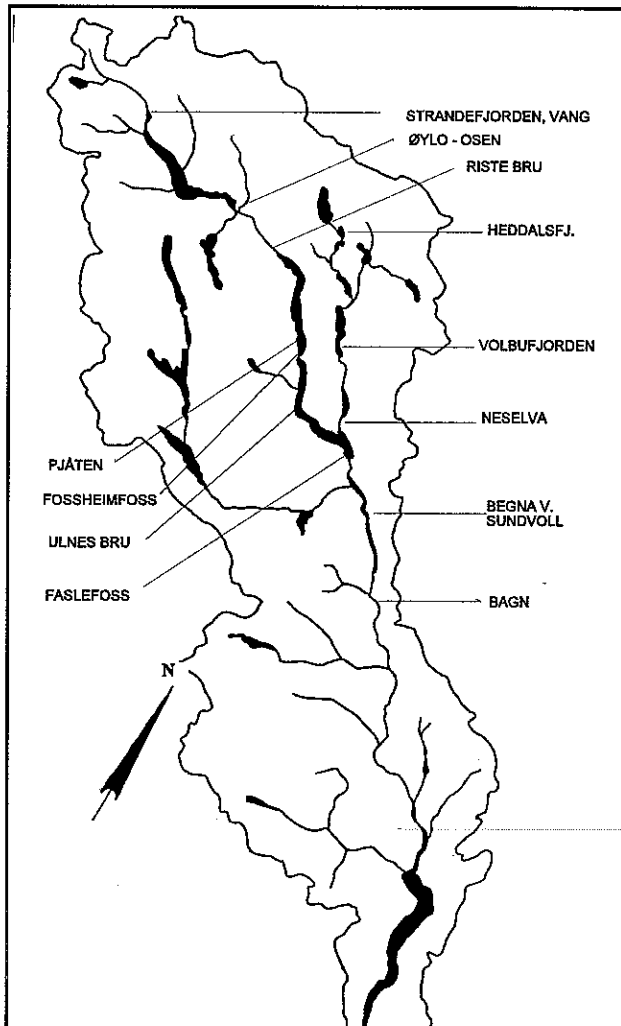 STRANDEFJORDEN, VANG
ØYLO - OSEN
RISTE BRU
HEDDALSFJ.
VOLBUFJORDEN
NESELVA
PJÅTEN
FOSSHEIMFOSS
BEGNA V.
SUNDVOLL
ULNES BRU
FASLEFOSS
BAGN
N